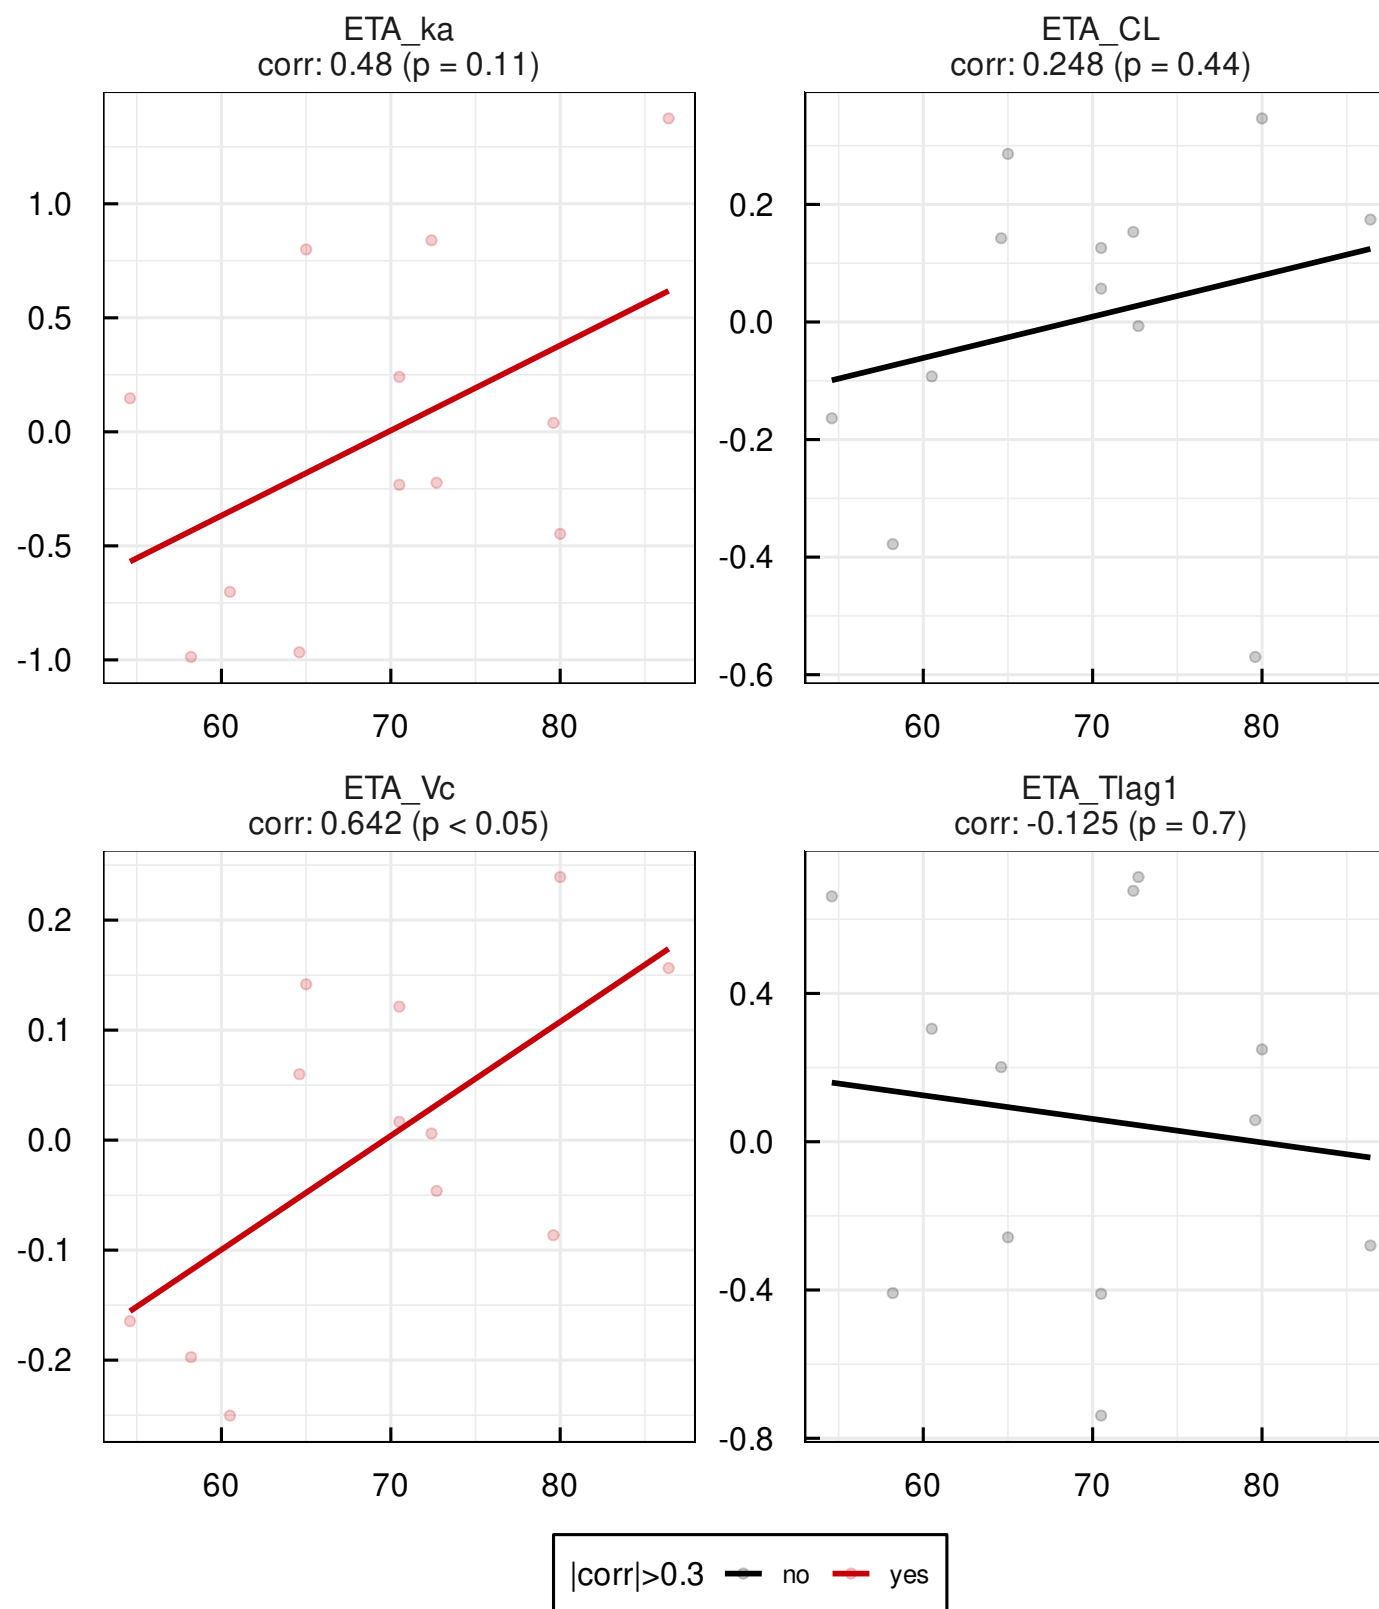 ETA_ka
corr: 0.48 (p = 0.11)
1.0
0.5
0.0
-0.5
-1.0
60 70 80
ETA_CL
corr: 0.248 (p = 0.44)
0.2
0.0
-0.2
-0.4
-0.6
60 70 80
ETA_Vc
corr: 0.642 (p < 0.05)
0.2
0.1
0.0
-0.1
-0.2
60 70 80
ETA_Tlag1
corr: -0.125 (p = 0.7)
0.4
0.0
-0.4
-0.8
60 70 80
|corr|>0.3 no yes